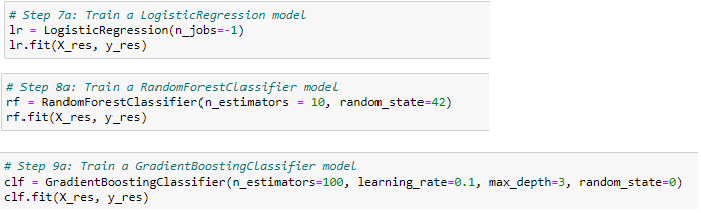 # Step 7a: Train a LogisticRegression model
lr = LogisticRegression(n_jobs=-1)
lr.fit(X_res, y_res)
# Step 8a: Train a RandomForestClassifier model
rf = RandomForestClassifier(n_estimators = 10, random_state=42)
rf.fit(X_res, y_res)
# Step 9a: Train a GradientBoostingClassifier model
clf = GradientBoostingClassifier(n_estimators=100, learning_rate=0.1, max_depth=3, random_state=0)
clf.fit(X_res, y_res)